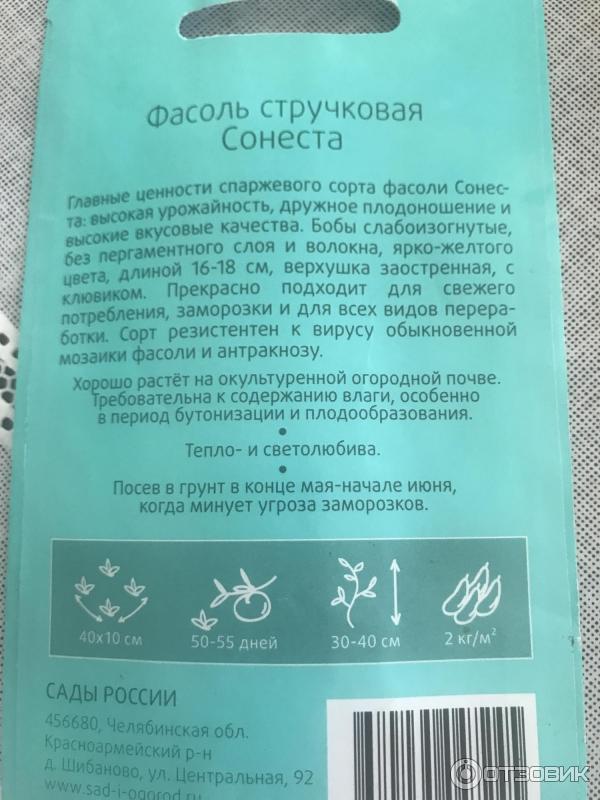 Фасоль стручковая
Сонеста
Главные ценности спаржевого сорта фасоли Сонес-
та: высокая урожайность, дружное плодоношение и
высокие вкусовые качества. Бобы слабоизогнутые,
без пергаментного слоя и волокна, ярко-желтого
цвета, длиной 16-18 см, верхушка заостренная, с
клювиком. Прекрасно подходит для свежего
потребления, заморозки и для всех видов перера-
ботки. Сорт резистентен к вирусу обыкновенной
мозаики фасоли и антракнозу.
Хорошо растёт на окультуренной огородной почве.
Требовательна к содержанию влаги, особенно
в период бутонизации и плодообразования.
•
Тепло- и светолюбива.
•
Посев в грунт в конце мая-начале июня,
когда минует угроза заморозков.
40х10 см 50-55 дней 30-40 см 2 кг/м²
САДЫ РОССИИ
456680, Челябинская обл.
Красноармейский р-н
д. Шибаново, ул. Центральная, 92
www.sad-i-ogorod.ru
ОТЗОВИК